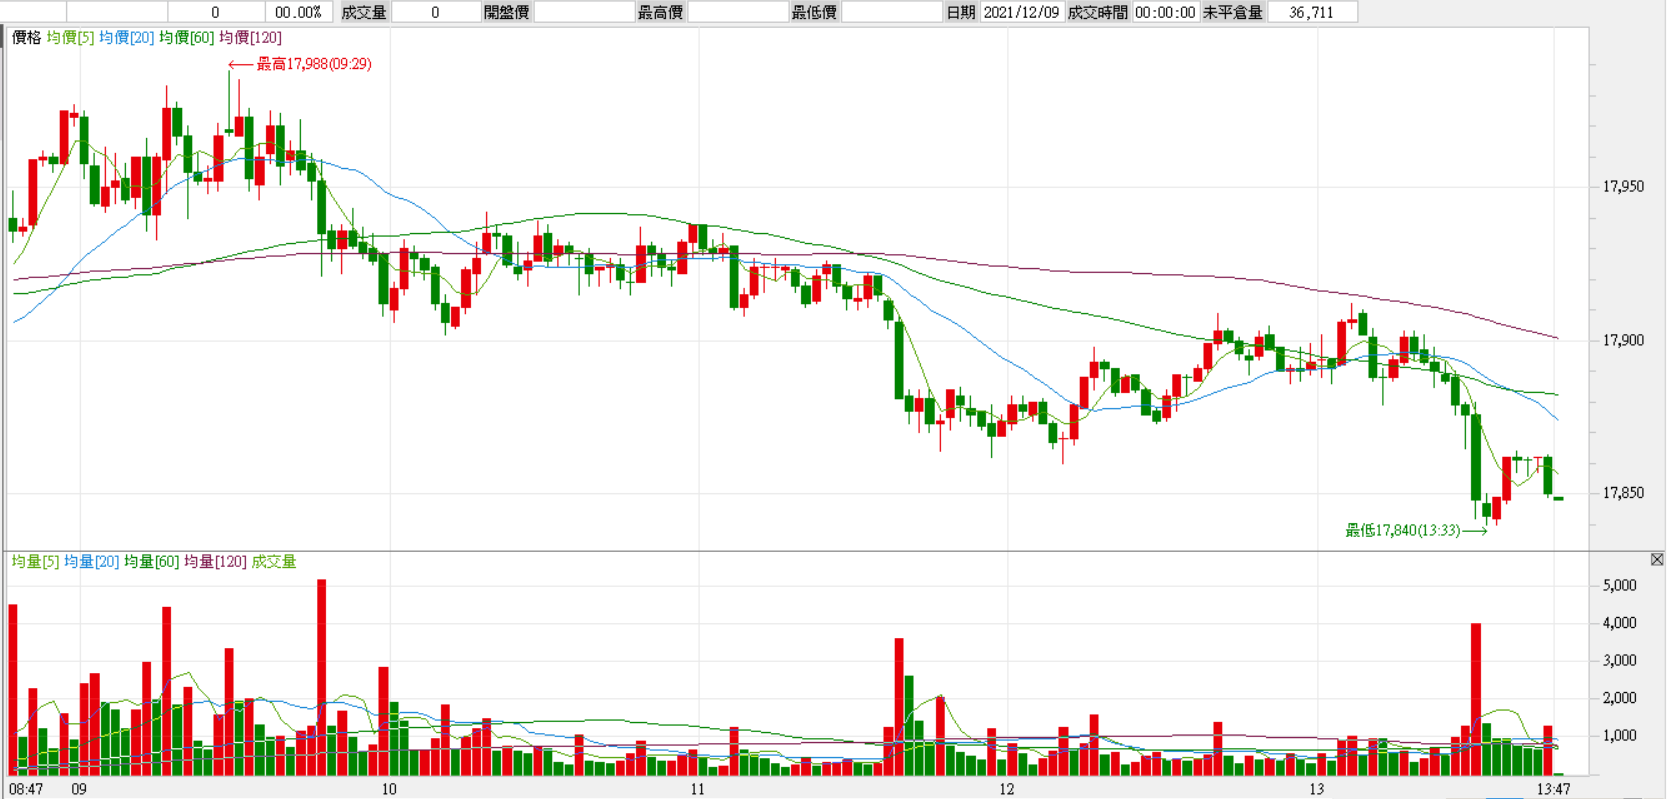 0 00.00% 成交量 0 開盤價 最高價 最低價 日期 2021/12/09 成交時間 00:00:00 未平倉量 36,711
價格 均價[5] 均價[20] 均價[60] 均價[120]
←最高17,988(09:29)
17,950
17,900
17,850
最低17,840(13:33)→
均量[5] 均量[20] 均量[60] 均量[120] 成交量
5,000
4,000
3,000
2,000
1,000
08:47 09 10 11 12 13 13:47